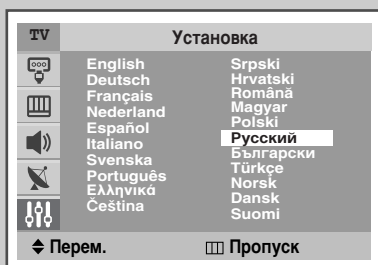 TV
Установка
English
Deutsch
Français
Nederland
Español
Italiano
Svenska
Português
Ελληνικά
Čeština
Srpski
Hrvatski
Română
Magyar
Polski
Русский
Български
Türkçe
Norsk
Dansk
Suomi
Перем.
Пропуск